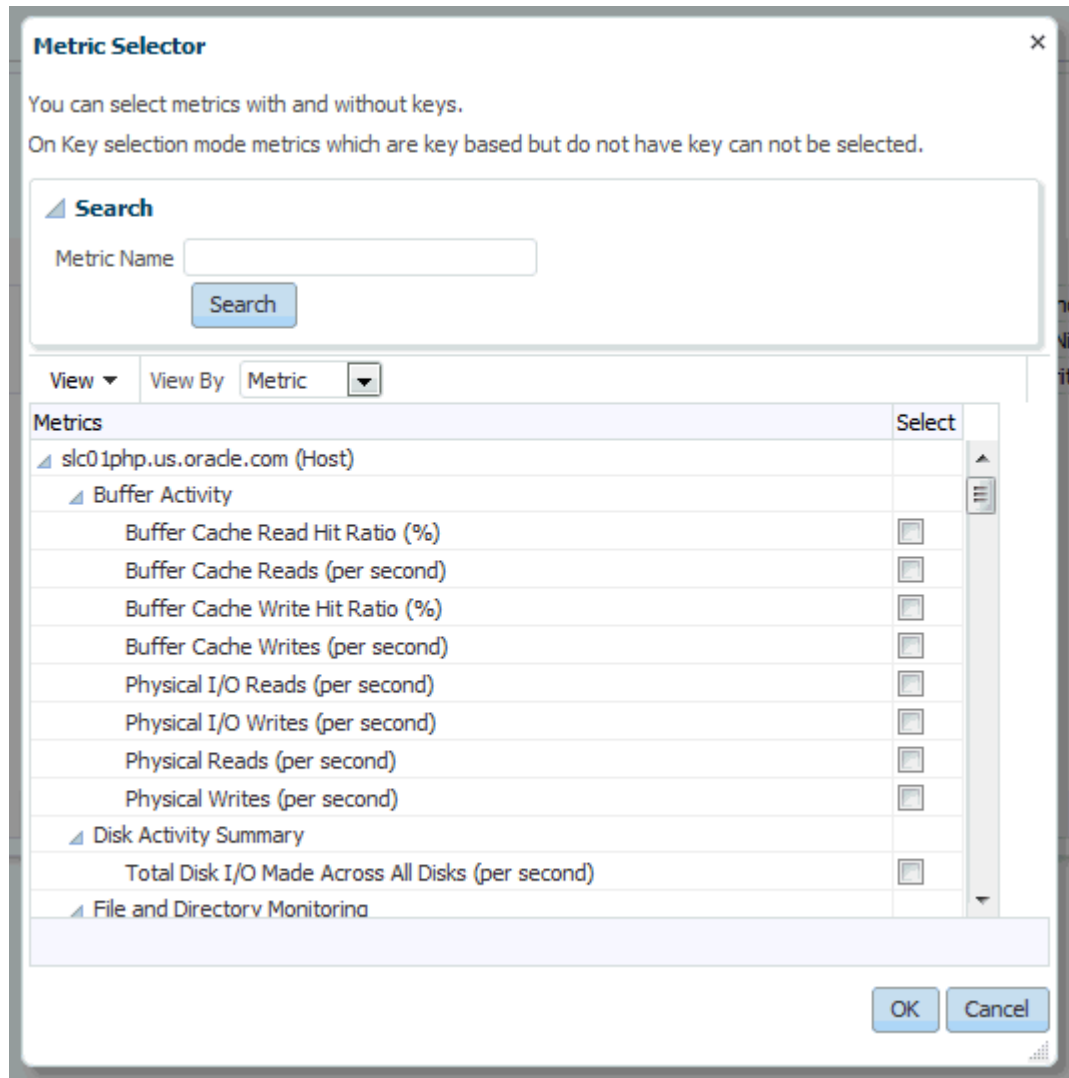 Metric Selector
You can select metrics with and without keys.
On Key selection mode metrics which are key based but do not have key can not be selected.
Search
Metric Name
Search
View View By Metric
Metrics Select
slc01php.us.oracle.com (Host)
Buffer Activity
Buffer Cache Read Hit Ratio (%)
Buffer Cache Reads (per second)
Buffer Cache Write Hit Ratio (%)
Buffer Cache Writes (per second)
Physical I/O Reads (per second)
Physical I/O Writes (per second)
Physical Reads (per second)
Physical Writes (per second)
Disk Activity Summary
Total Disk I/O Made Across All Disks (per second)
File and Directory Monitoring
OK Cancel